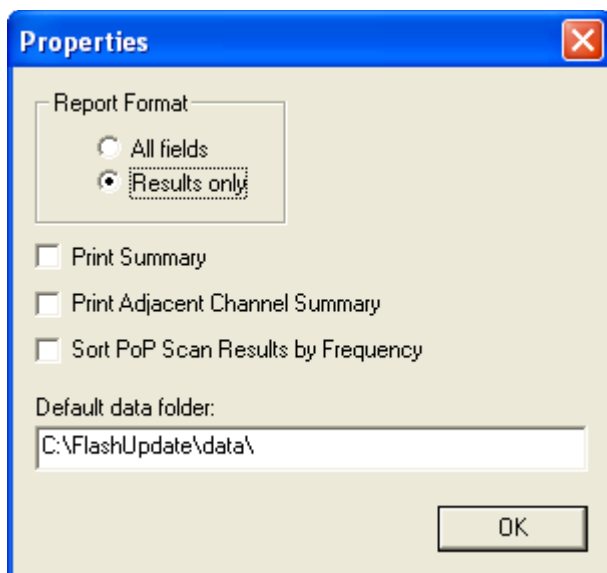 Properties
Report Format
All fields
Results only
Print Summary
Print Adjacent Channel Summary
Sort PoP Scan Results by Frequency
Default data folder:
C:\FlashUpdate\data\
OK